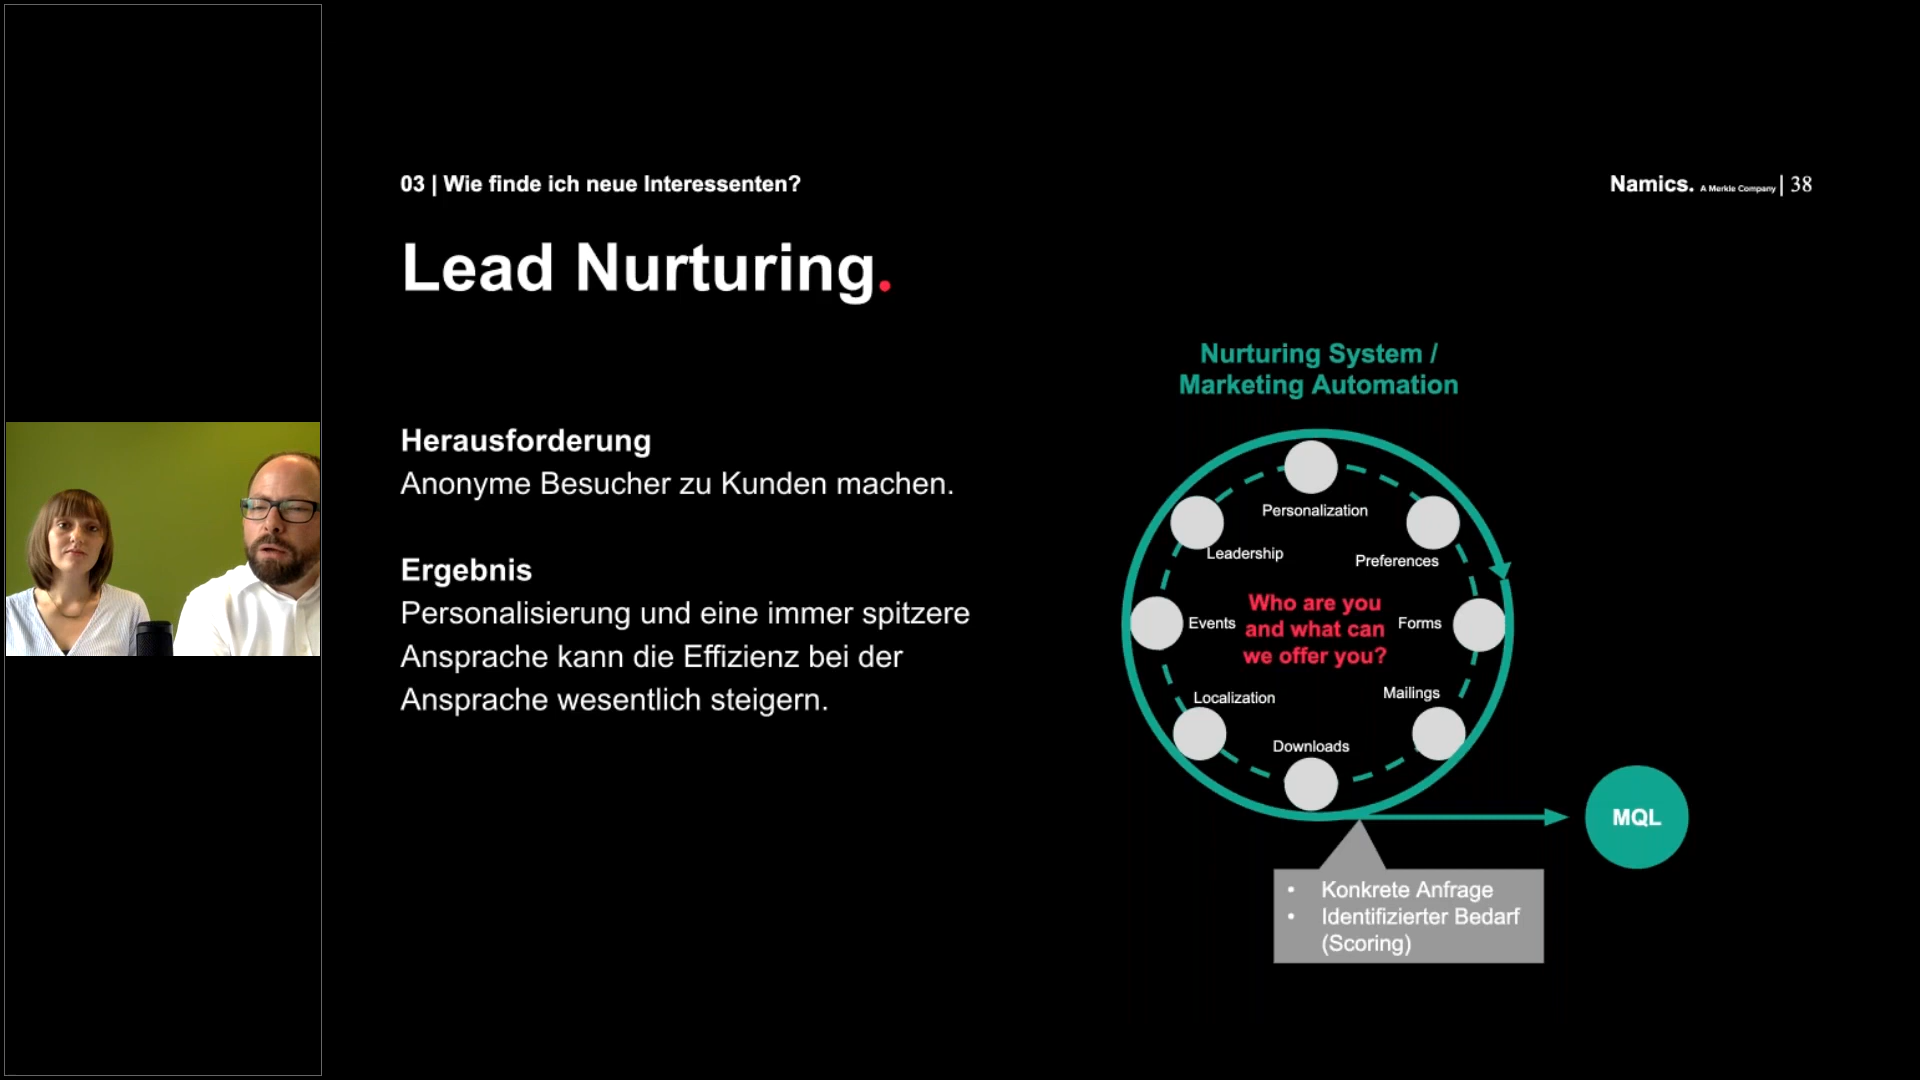 03 | Wie finde ich neue Interessenten?
Namics. A Merkle Company | 38
Lead Nurturing.
Herausforderung
Anonyme Besucher zu Kunden machen.
Ergebnis
Personalisierung und eine immer spitzere
Ansprache kann die Effizienz bei der
Ansprache wesentlich steigern.
Nurturing System /
Marketing Automation
Personalization
Leadership
Preferences
Events
Who are you
and what can
we offer you?
Forms
Localization
Mailings
Downloads
MQL
• Konkrete Anfrage
• Identifizierter Bedarf
(Scoring)